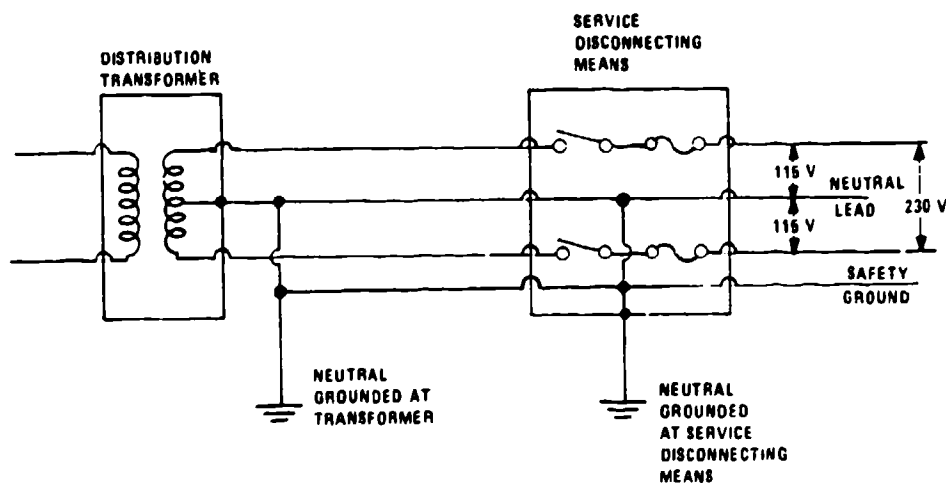 DISTRIBUTION
TRANSFORMER
SERVICE
DISCONNECTING
MEANS
115 V
NEUTRAL
LEAD
230 V
115 V
SAFETY
GROUND
NEUTRAL
GROUNDED AT
TRANSFORMER
NEUTRAL
GROUNDED
AT SERVICE
DISCONNECTING
MEANS